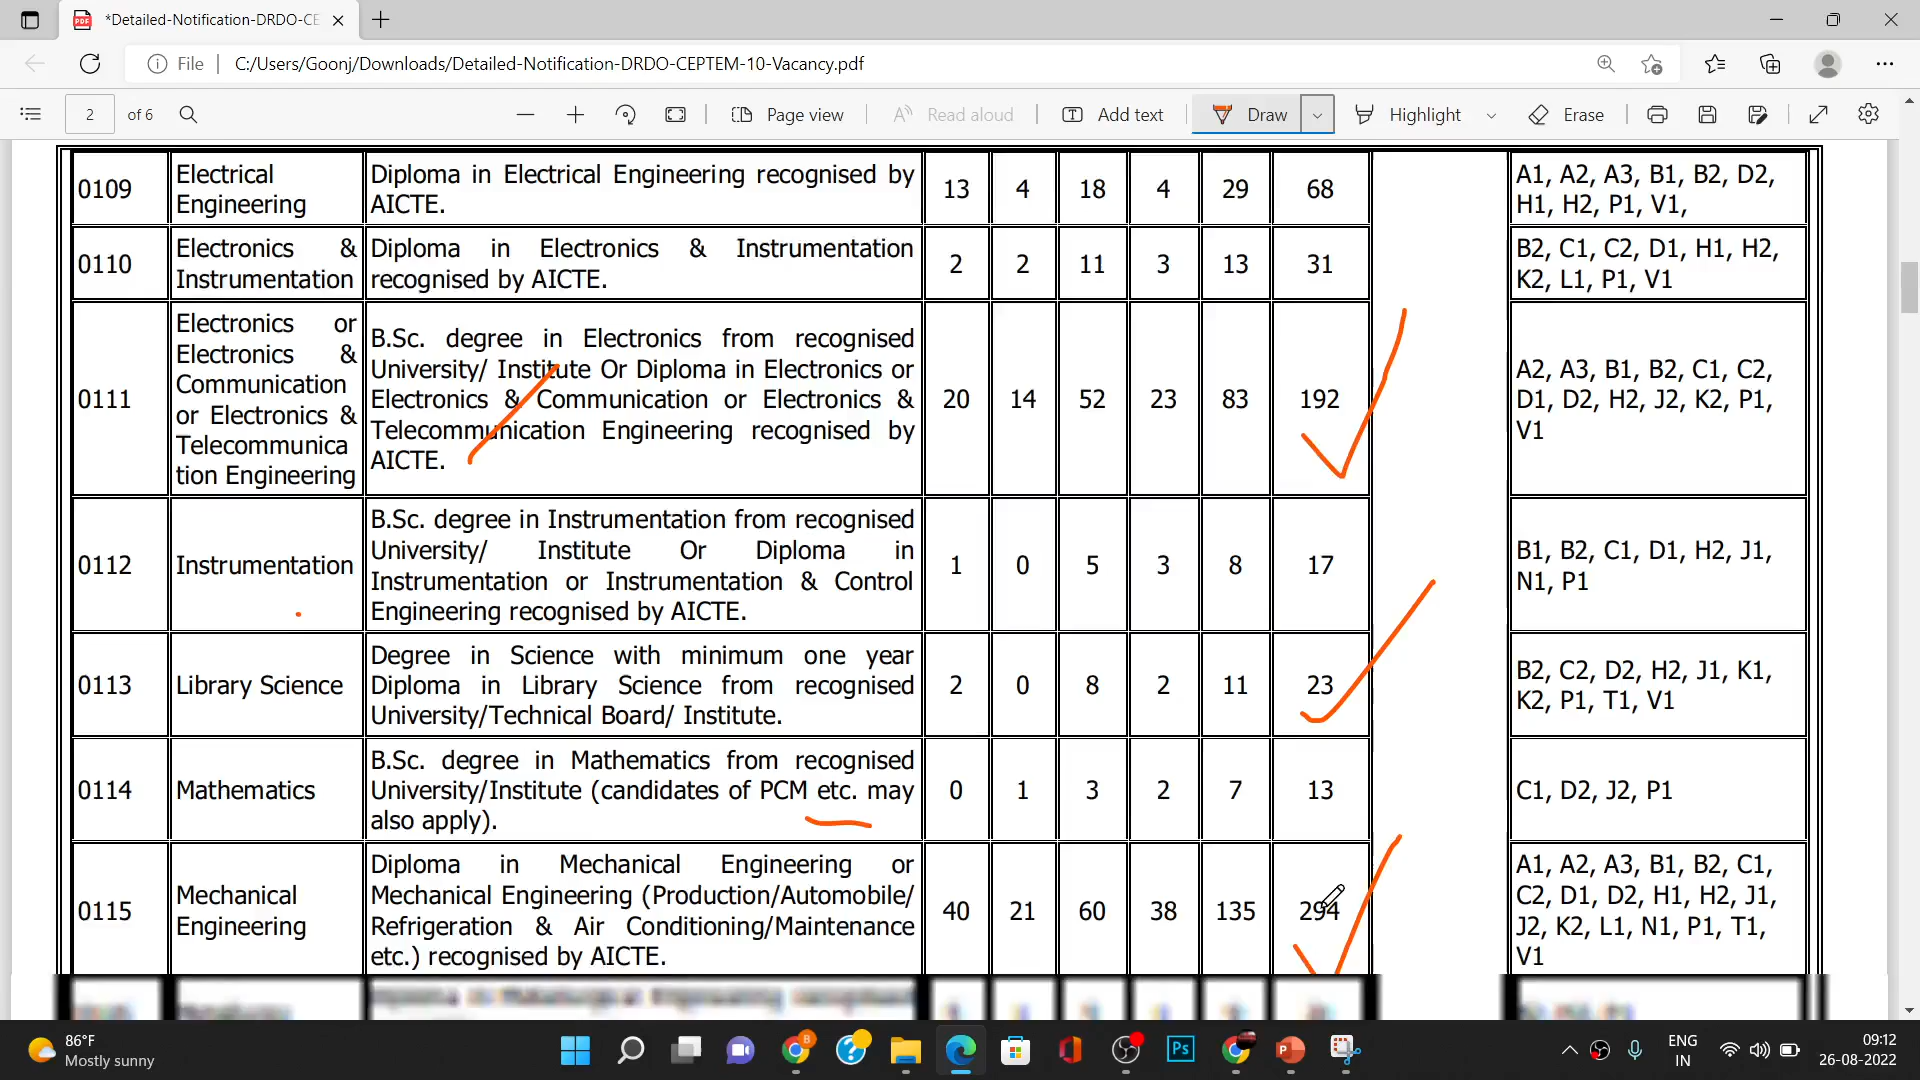 *Detailed-Notification-DRDO-CE
File
C:/Users/Goonj/Downloads/Detailed-Notification-DRDO-CEPTEM-10-Vacancy.pdf
2 of 6
Page view
Read aloud
Add text
Draw
Highlight
Erase
0109
Electrical
Engineering
Diploma in Electrical Engineering recognised by
AICTE.
13 4 18 4 29 68
A1, A2, A3, B1, B2, D2,
H1, H2, P1, V1,
0110
Electronics &
Instrumentation
Diploma in Electronics & Instrumentation
recognised by AICTE.
2 2 11 3 13 31
B2, C1, C2, D1, H1, H2,
K2, L1, P1, V1
0111
Electronics or
Electronics &
Communication
or Electronics &
Telecommunica
tion Engineering
B.Sc. degree in Electronics from recognised
University/ Institute Or Diploma in Electronics or
Electronics & Communication or Electronics &
Telecommunication Engineering recognised by
AICTE.
20 14 52 23 83 192
A2, A3, B1, B2, C1, C2,
D1, D2, H2, J2, K2, P1,
V1
0112
Instrumentation
B.Sc. degree in Instrumentation from recognised
University/ Institute Or Diploma in
Instrumentation or Instrumentation & Control
Engineering recognised by AICTE.
1 0 5 3 8 17
B1, B2, C1, D1, H2, J1,
N1, P1
0113
Library Science
Degree in Science with minimum one year
Diploma in Library Science from recognised
University/Technical Board/ Institute.
2 0 8 2 11 23
B2, C2, D2, H2, J1, K1,
K2, P1, T1, V1
0114
Mathematics
B.Sc. degree in Mathematics from recognised
University/Institute (candidates of PCM etc. may
also apply).
0 1 3 2 7 13
C1, D2, J2, P1
0115
Mechanical
Engineering
Diploma in Mechanical Engineering or
Mechanical Engineering (Production/Automobile/
Refrigeration & Air Conditioning/Maintenance
etc.) recognised by AICTE.
40 21 60 38 135 294
A1, A2, A3, B1, B2, C1,
C2, D1, D2, H1, H2, J1,
J2, K2, L1, N1, P1, T1,
V1
86°F
Mostly sunny
B
Ps
ENG
IN
09:12
26-08-2022